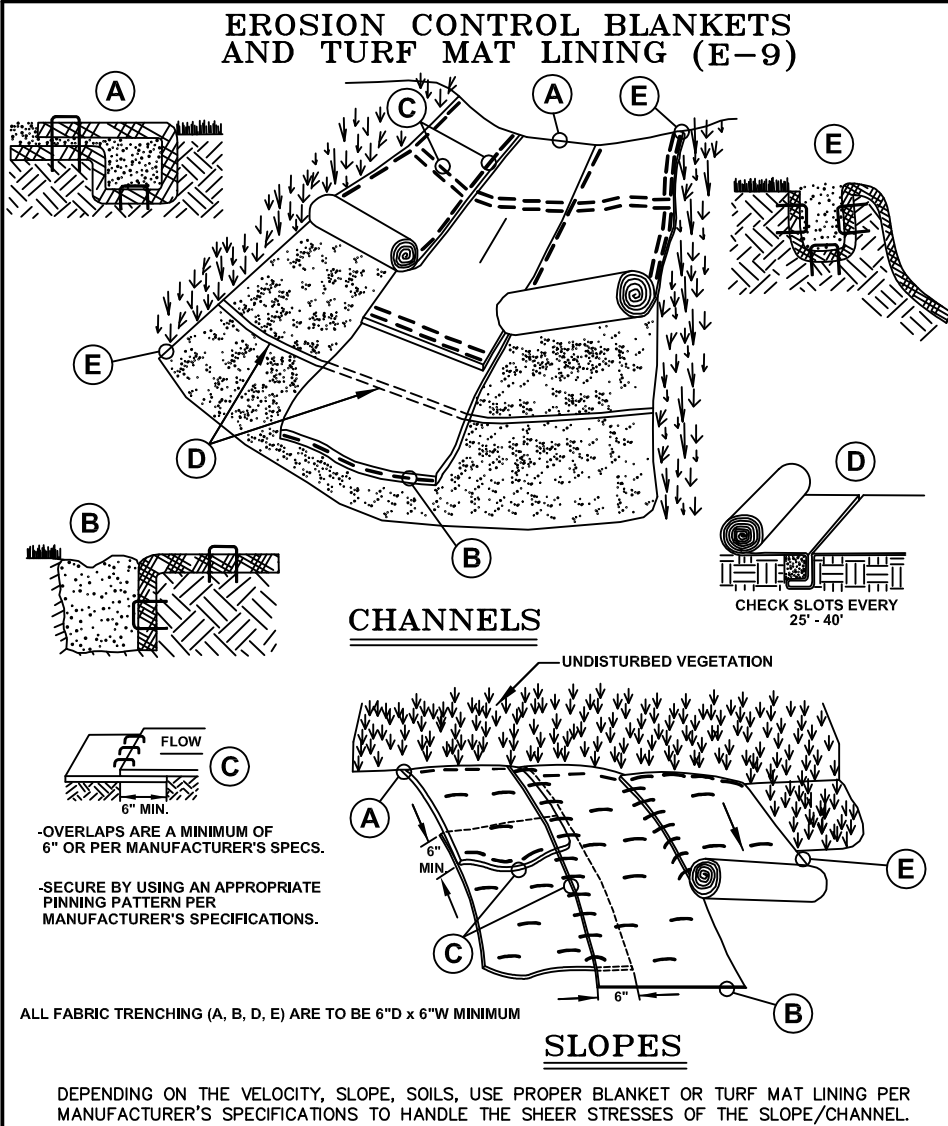 EROSION CONTROL BLANKETS
AND TURF MAT LINING (E-9)
A
C
A
E
E
E
D
B
B
D
CHECK SLOTS EVERY
25' - 40'
CHANNELS
UNDISTURBED VEGETATION
FLOW
C
6" MIN.
-OVERLAPS ARE A MINIMUM OF
6" OR PER MANUFACTURER'S SPECS.
-SECURE BY USING AN APPROPRIATE
PINNING PATTERN PER
MANUFACTURER'S SPECIFICATIONS.
A
6"
MIN.
E
C
6"
B
ALL FABRIC TRENCHING (A, B, D, E) ARE TO BE 6"D x 6"W MINIMUM
SLOPES
DEPENDING ON THE VELOCITY, SLOPE, SOILS, USE PROPER BLANKET OR TURF MAT LINING PER
MANUFACTURER'S SPECIFICATIONS TO HANDLE THE SHEER STRESSES OF THE SLOPE/CHANNEL.